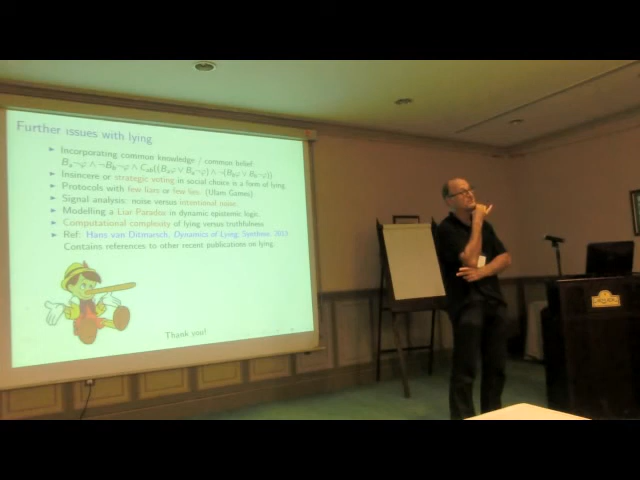 Further issues with lying
Incorporating common knowledge / common belief:
Insincere or strategic voting in social choice is a form of lying.
Protocols with few liars or few lies. (Ulam Games)
Signal analysis: noise versus intentional noise.
Modelling a Liar Paradox in dynamic epistemic logic.
Computational complexity of lying versus truthfulness
Ref: Hans van Ditmarsch, Dynamics of Lying, Synthese, 2013
Contains references to other recent publications on lying.
Thank you!